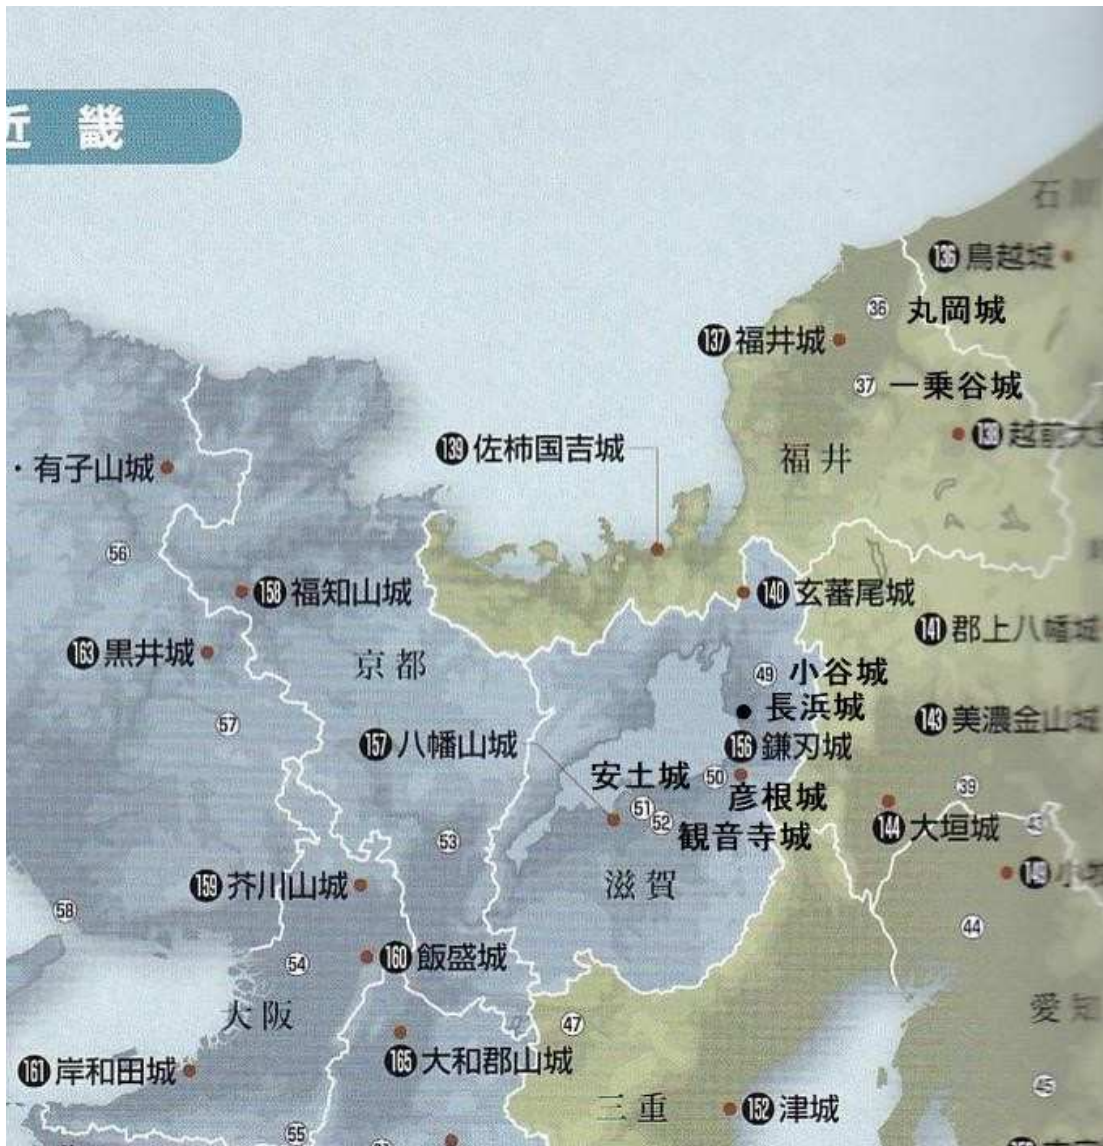 近畿
石川
136 鳥越城
36 丸岡城
137 福井城
37 一乗谷城
138 越前大
139 佐柿国吉城
福井
・有子山城
56
158 福知山城
140 玄蕃尾城
141 郡上八幡城
163 黒井城
京都
49 小谷城
長浜城
143 美濃金山城
57
157 八幡山城
156 鎌刃城
安土城 50
彦根城
39
51
52
観音寺城
144 大垣城
43
53
159 芥川山城
滋賀
149 小牧
58
44
54
160 飯盛城
大阪
47
愛知
165 大和郡山城
161 岸和田城
45
三重
152 津城
55